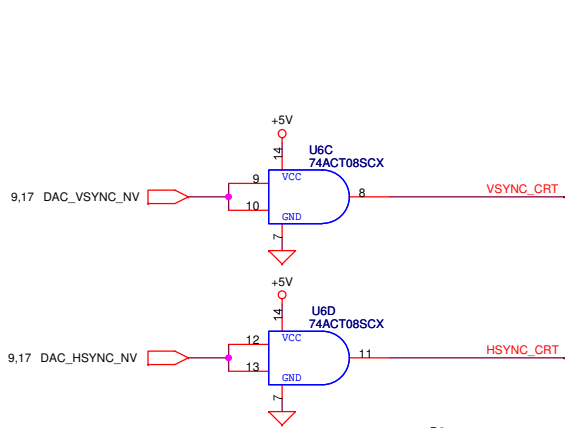 +5V
14
U6C
74ACT08SCX
VCC
9
9,17 DAC_VSYNC_NV
10
8
VSYNC_CRT
GND
7
+5V
14
U6D
74ACT08SCX
VCC
12
9,17 DAC_HSYNC_NV
13
11
HSYNC_CRT
GND
7